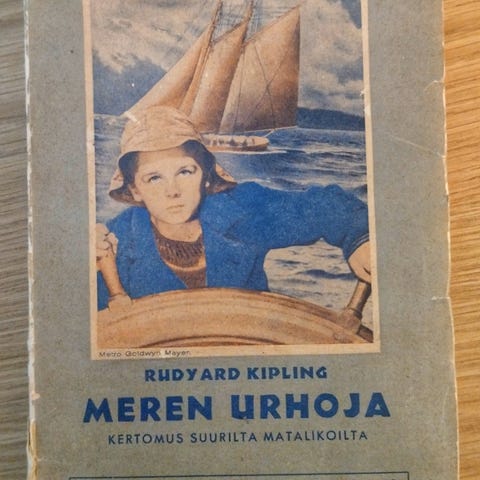 Metro Goldwyn Mayer.
RUDYARD KIPLING
MEREN URHOJA
KERTOMUS SUURILTA MATALIKOILTA